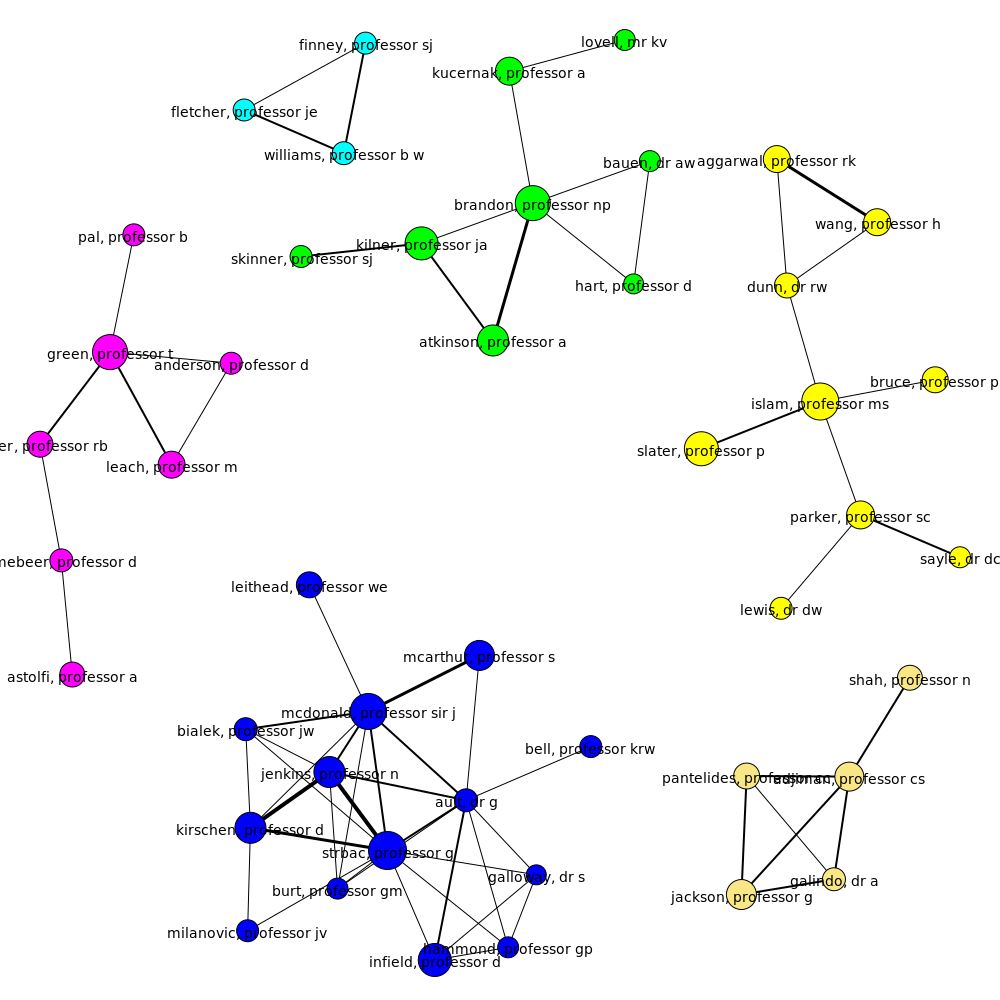 lovell, mr kv
finney, professor sj
kucernak, professor a
fletcher, professor je
williams, professor b w
bauen, dr aw
aggarwal, professor rk
brandon, professor np
wang, professor h
pal, professor b
kilner, professor ja
skinner, professor sj
hart, professor d
dunn, dr rw
atkinson, professor a
green, professor t
anderson, professor d
bruce, professor p
islam, professor ms
er, professor rb
slater, professor p
leach, professor m
parker, professor sc
sayle, dr dc
mebeer, professor d
leithead, professor we
lewis, dr dw
mcarthur, professor s
astolfi, professor a
shah, professor n
mcdonald, professor sir j
bialek, professor jw
bell, professor krw
jenkins, professor n
pantelides, professor
adjiman, professor cs
ault, dr g
kirschen, professor d
strbac, professor g
galloway, dr s
galindo, dr a
burt, professor gm
jackson, professor g
milanovic, professor jv
hammond, professor gp
infield, professor d